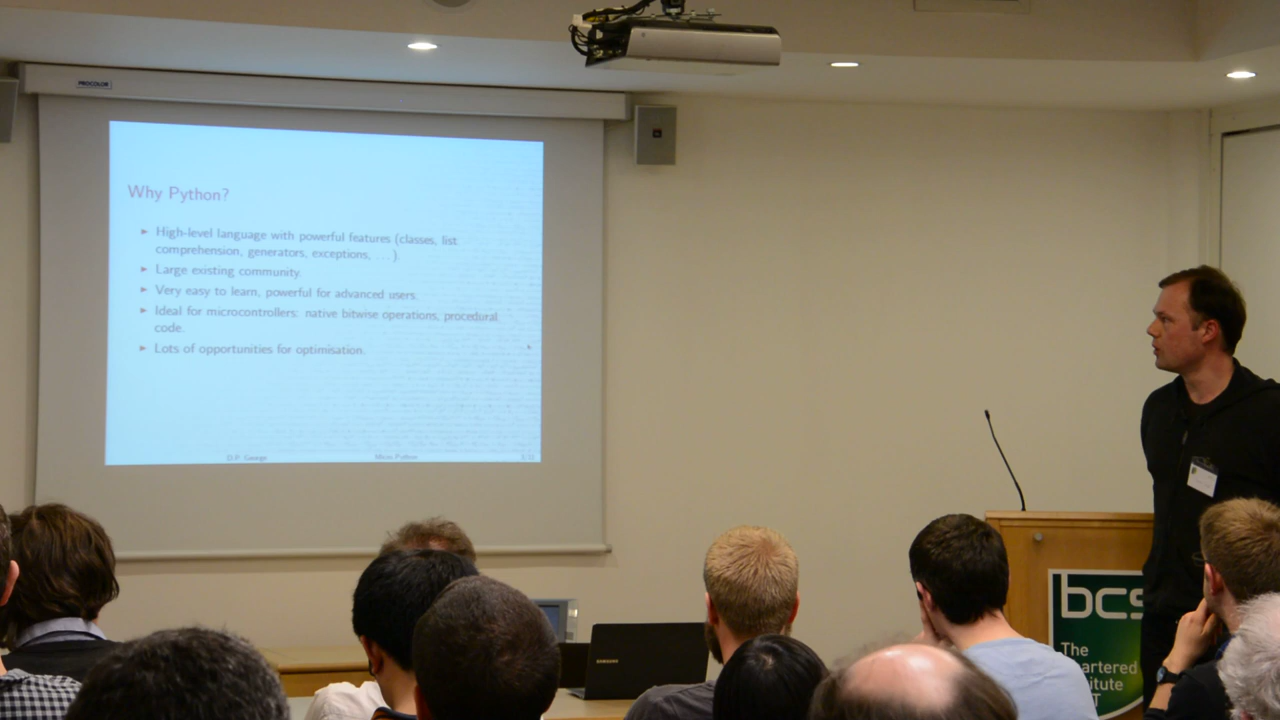 PROCOLOR
Why Python?
► High-level language with powerful features (classes, list
comprehension, generators, exceptions, ...).
► Large existing community.
► Very easy to learn, powerful for advanced users.
► Ideal for microcontrollers: native bitwise operations, procedural
code.
► Lots of opportunities for optimisation.
D.P. George Micro Python
SAMSUNG
bcs
The
artered
itute
T